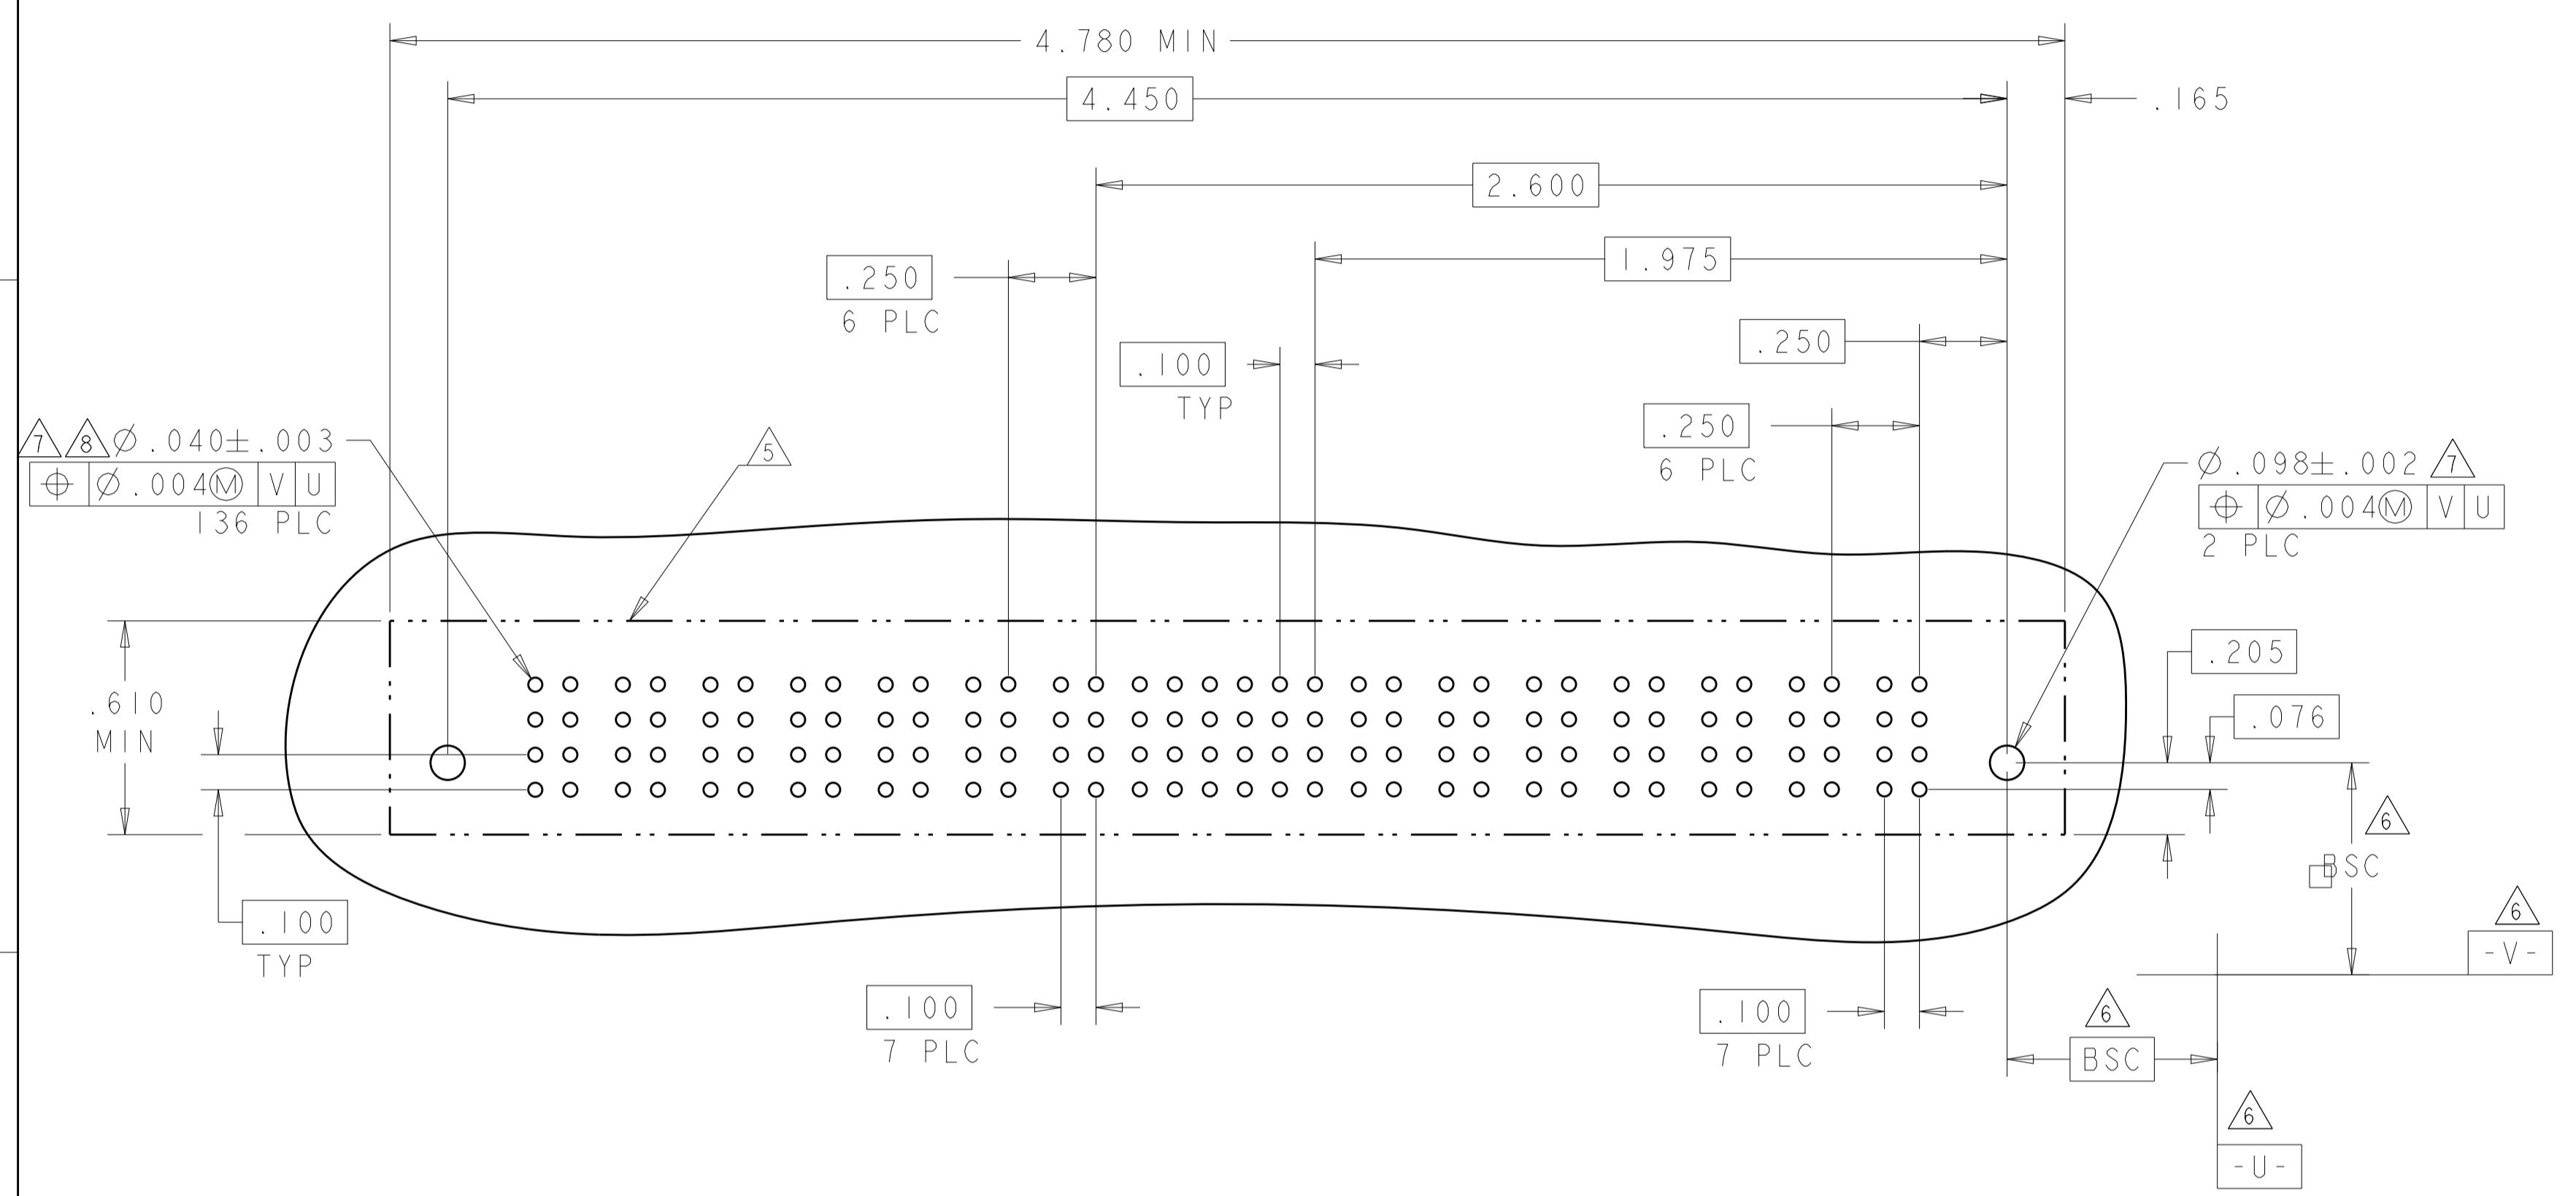 4.780 MIN
4.450
.165
2.600
1.975
.250
6 PLC
.250
.100
TYP
.250
6 PLC
7 8 ⌀.040±.003
⌖ ⌀.004Ⓜ V U
136 PLC
5
⌀.098±.002 7
⌖ ⌀.004Ⓜ V U
2 PLC
.205
.076
.610
MIN
6
BSC
.100
TYP
6
-V-
.100
7 PLC
.100
7 PLC
6
BSC
6
-U-